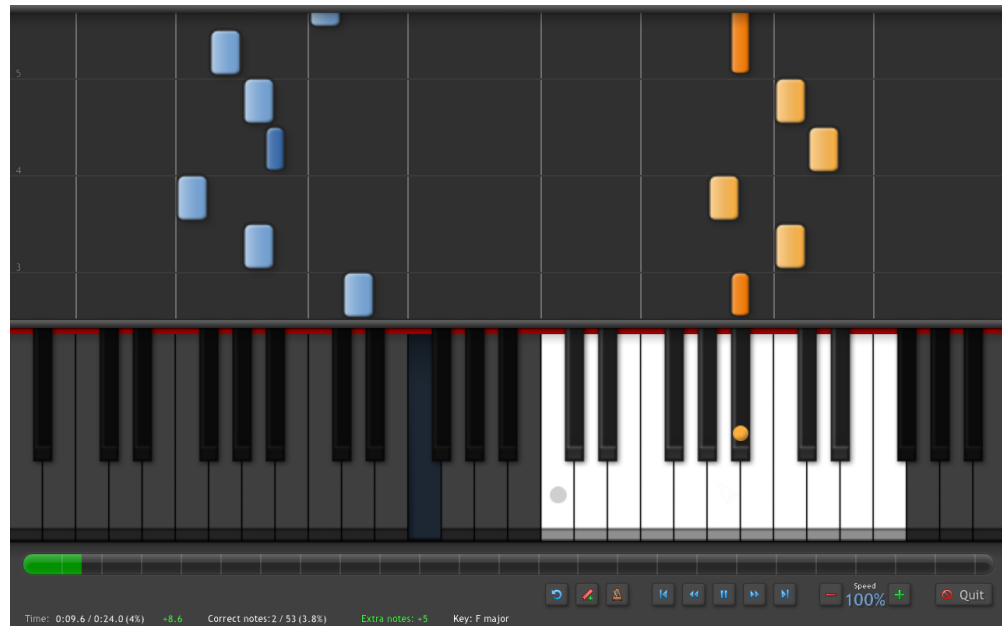 5
4
3
Speed
100%
Quit
Time: 0:09.6 / 0:24.0 (4%) +8.6 Correct notes: 2 / 53 (3.8%) Extra notes: +5 Key: F major